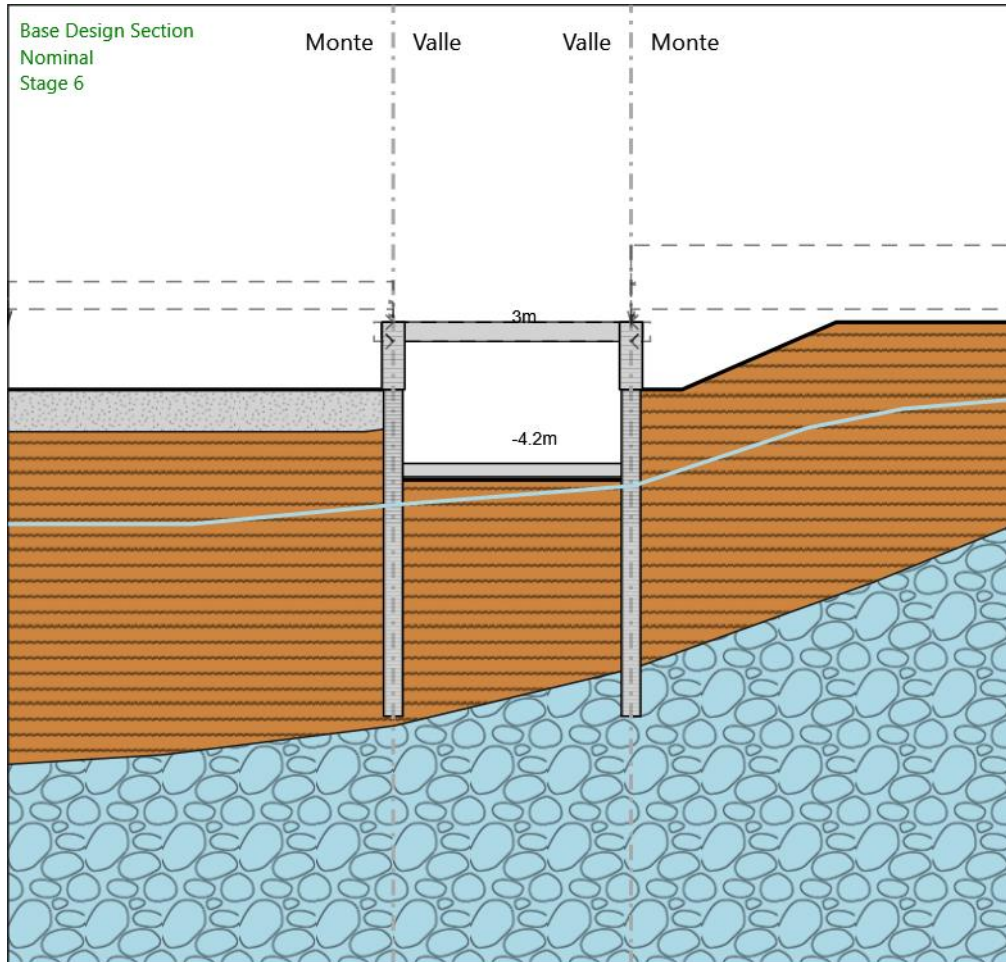 Base Design Section
Nominal
Stage 6
Monte Valle Valle Monte
3m
-4.2m